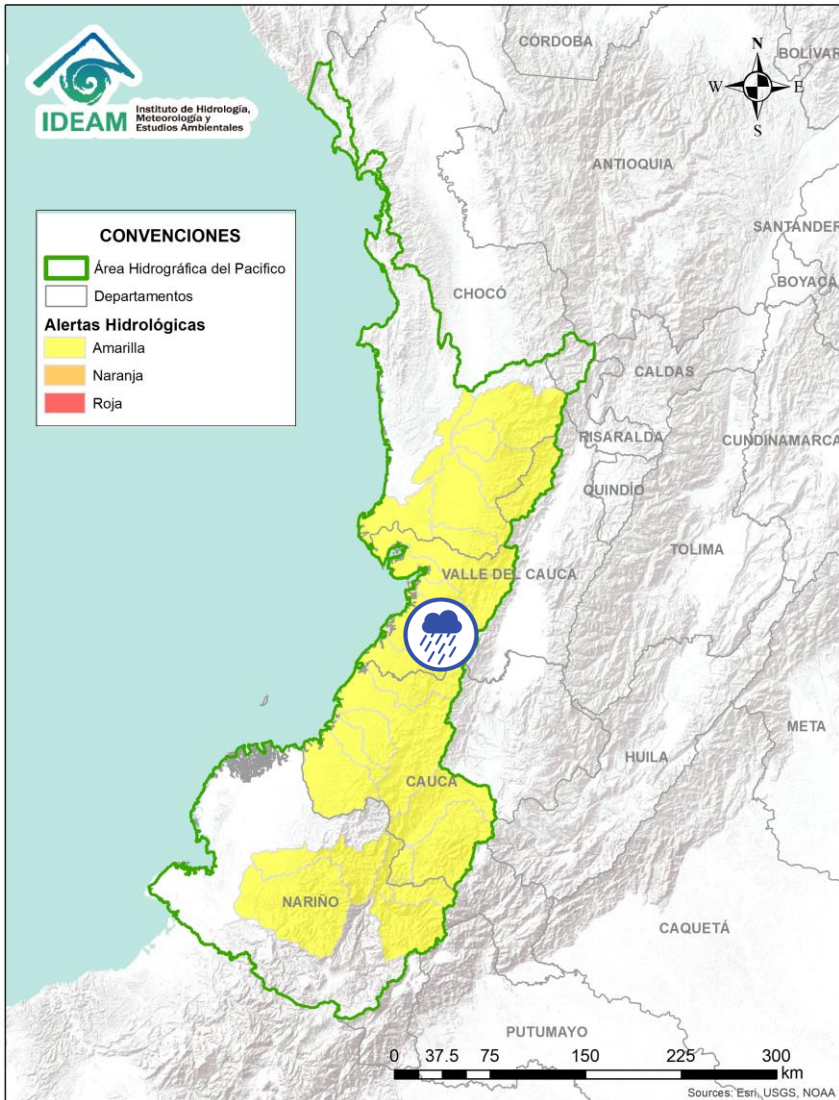 IDEAM
Instituto de Hidrología,
Meteorología y
Estudios Ambientales
N
W
E
S
CONVENCIONES
Área Hidrográfica del Pacifico
Departamentos
Alertas Hidrológicas
Amarilla
Naranja
Roja
CÓRDOBA
BOLÍVAR
ANTIOQUIA
SANTANDER
BOYACÁ
CHOCÓ
CALDAS
RISARALDA
CUNDINAMARCA
QUINDÍO
TOLIMA
VALLE DEL CAUCA
META
HUILA
CAUCA
NARIÑO
CAQUETÁ
PUTUMAYO
0 37.5 75 150 225 300
km
Sources: Esri, USGS, NOAA